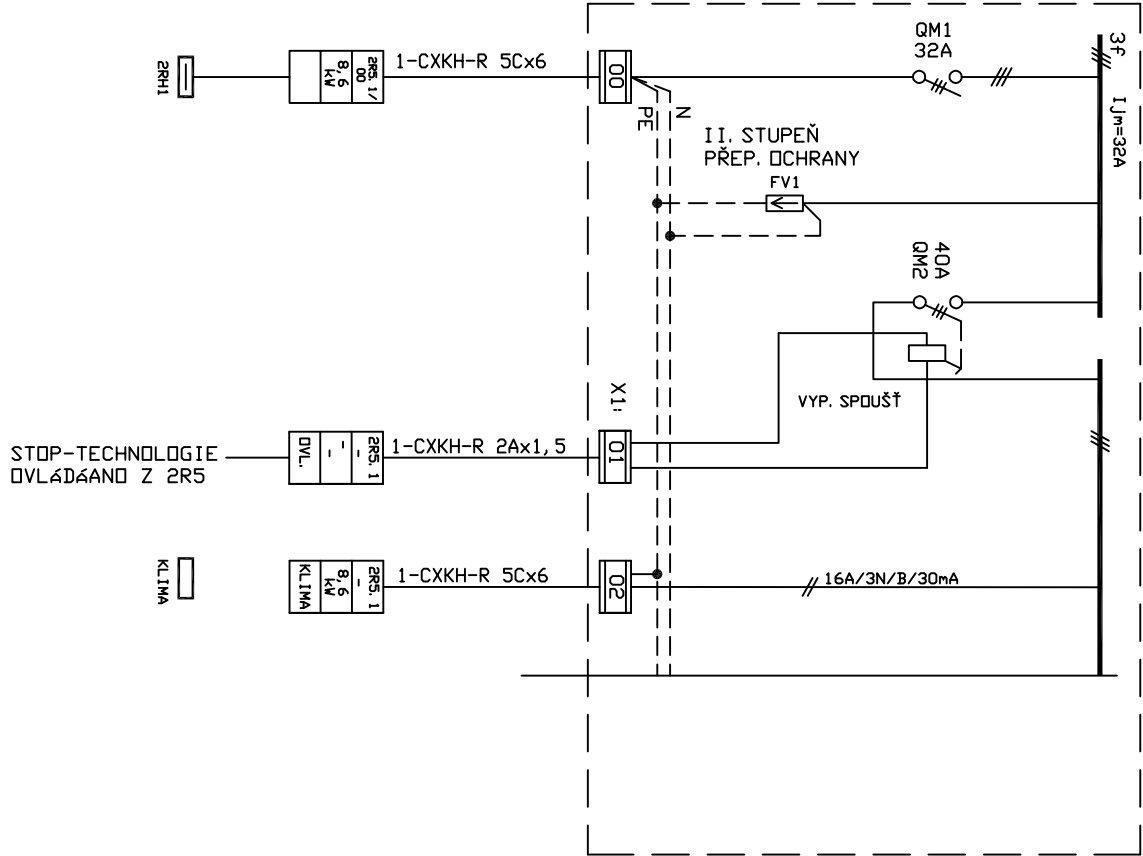 QM1
32A
3f
Ijm=32A
2RH1
2R5. 1/
00
8,6
kW
1-CXKH-R 5Cx6
00
N
PE
II. STUPEŇ
PŘEP. OCHRANY
FV1
40A
QM2
VYP. SPOUŠŤ
X1:
STOP-TECHNOLOGIE
OVLáDáANO Z 2R5
2R5. 1
-
-
-
OVL.
1-CXKH-R 2Ax1,5
01
KLIMA
2R5. 1
-
8,6
kW
KLIMA
1-CXKH-R 5Cx6
02
16A/3N/B/30mA